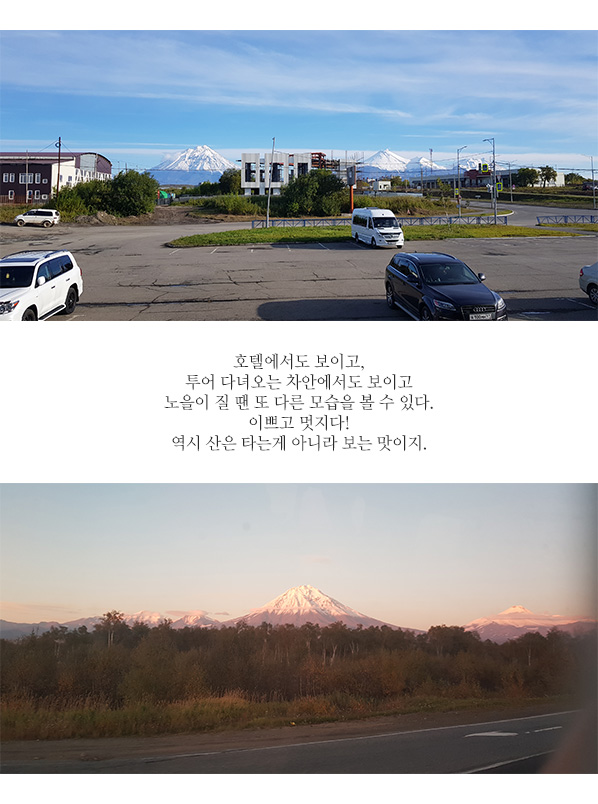 호텔에서도 보이고,
투어 다녀오는 차안에서도 보이고
노을이 질 땐 또 다른 모습을 볼 수 있다.
이쁘고 멋지다!
역시 산은 타는게 아니라 보는 맛이지.